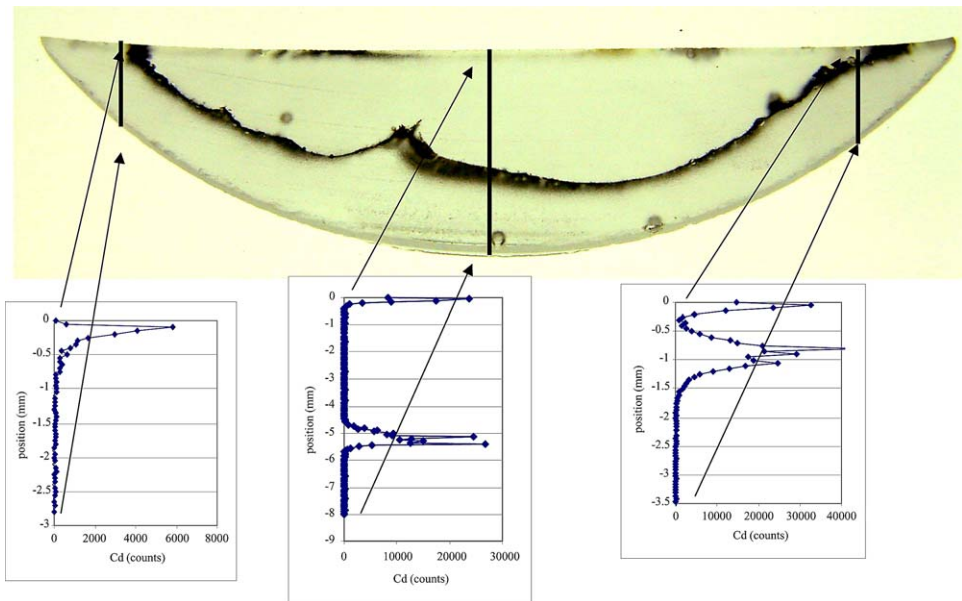 0
-0.5
-1
-1.5
-2
-2.5
-3
position (mm)
0 2000 4000 6000 8000
Cd (counts)
0
-1
-2
-3
-4
-5
-6
-7
-8
-9
position (mm)
0 10000 20000 30000
Cd (counts)
0
-0.5
-1
-1.5
-2
-2.5
-3
-3.5
position (mm)
0 10000 20000 30000 40000
Cd (counts)